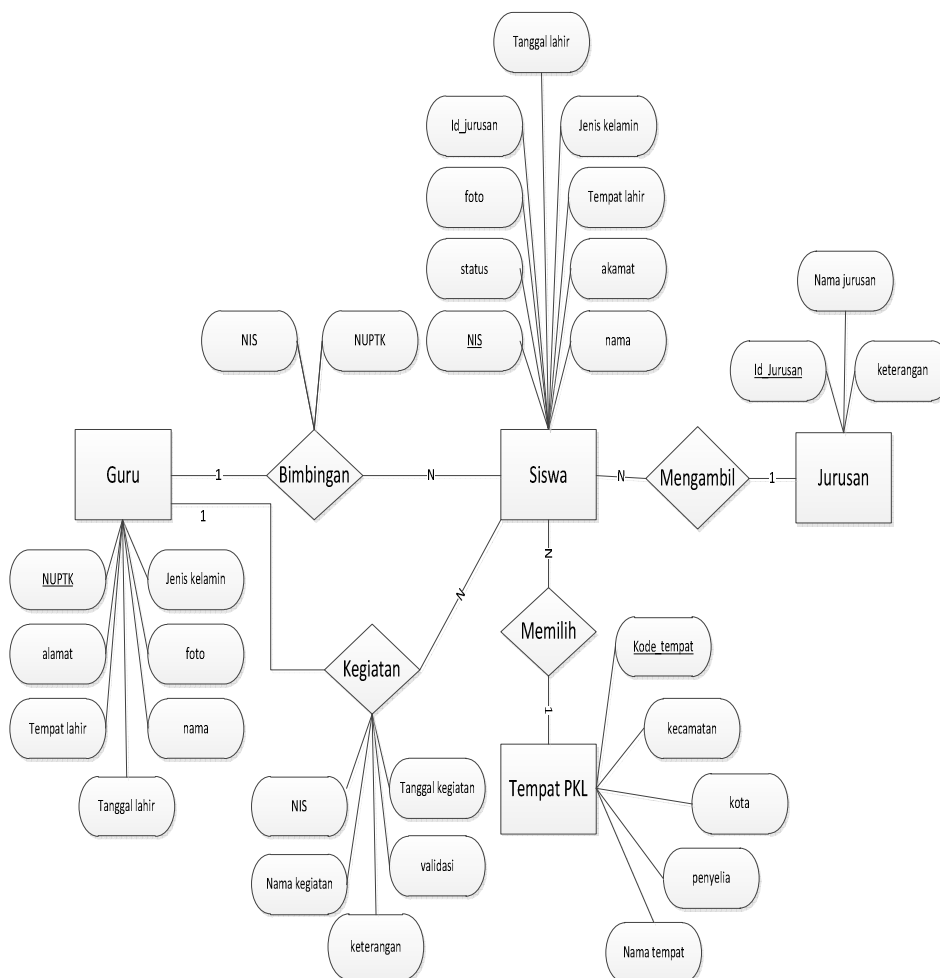 Tanggal lahir
Id_jurusan
Jenis kelamin
foto
Tempat lahir
status
akamat
Nama jurusan
NIS
NUPTK
NIS
nama
Id_Jurusan
keterangan
Guru
1
Bimbingan
N
Siswa
N
Mengambil
1
Jurusan
1
N
N
NUPTK
Jenis kelamin
Memilih
Kode_tempat
alamat
foto
Kegiatan
1
Tempat lahir
nama
kecamatan
Tanggal lahir
NIS
Tanggal kegiatan
Tempat PKL
kota
Nama kegiatan
validasi
penyelia
keterangan
Nama tempat